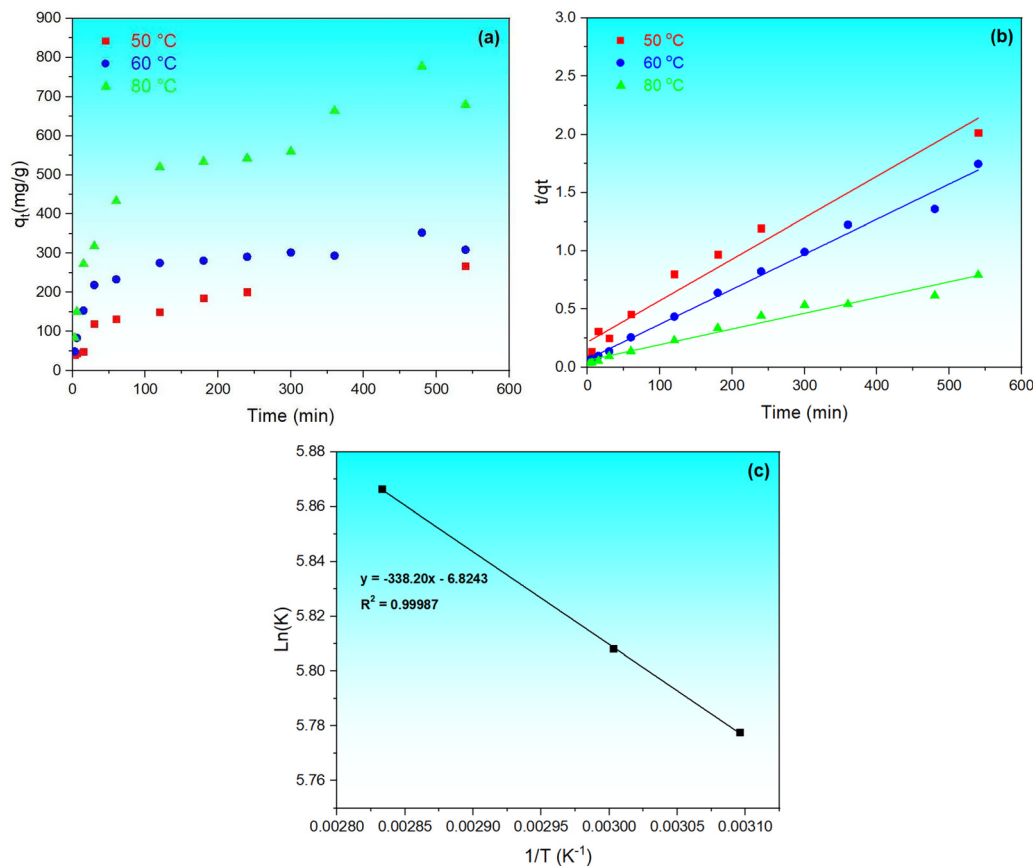 (a)
50 °C
60 °C
80 °C
900
800
700
600
500
400
300
200
100
0
qt(mg/g)
0 100 200 300 400 500 600
Time (min)
(b)
50 °C
60 °C
80 °C
3.0
2.5
2.0
1.5
1.0
0.5
0.0
t/qt
0 100 200 300 400 500 600
Time (min)
(c)
5.88
5.86
5.84
5.82
5.80
5.78
5.76
Ln(K)
y = -338.20x - 6.8243
R² = 0.99987
0.00280 0.00285 0.00290 0.00295 0.00300 0.00305 0.00310
1/T (K⁻¹)